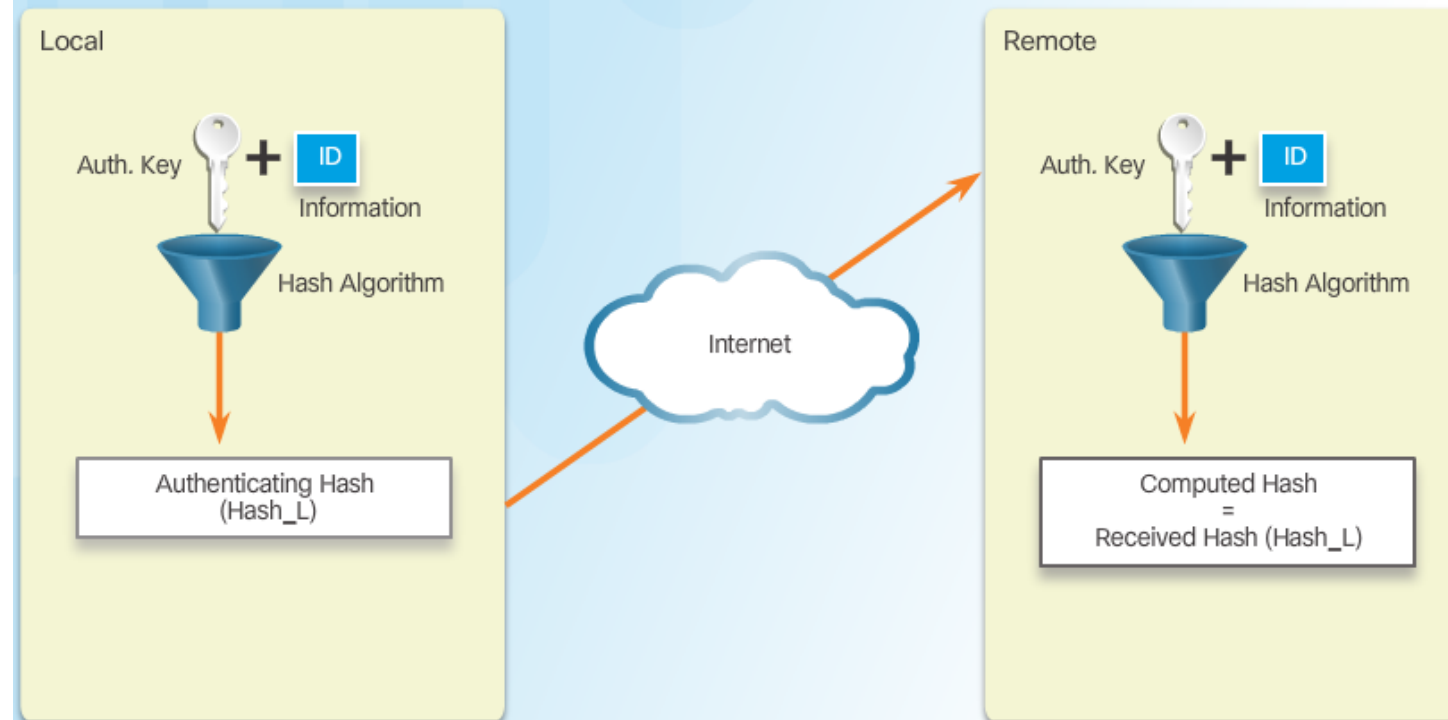 Local
Auth. Key
+
ID
Information
Hash Algorithm
Authenticating Hash
(Hash_L)
Internet
Remote
Auth. Key
+
ID
Information
Hash Algorithm
Computed Hash
=
Received Hash (Hash_L)